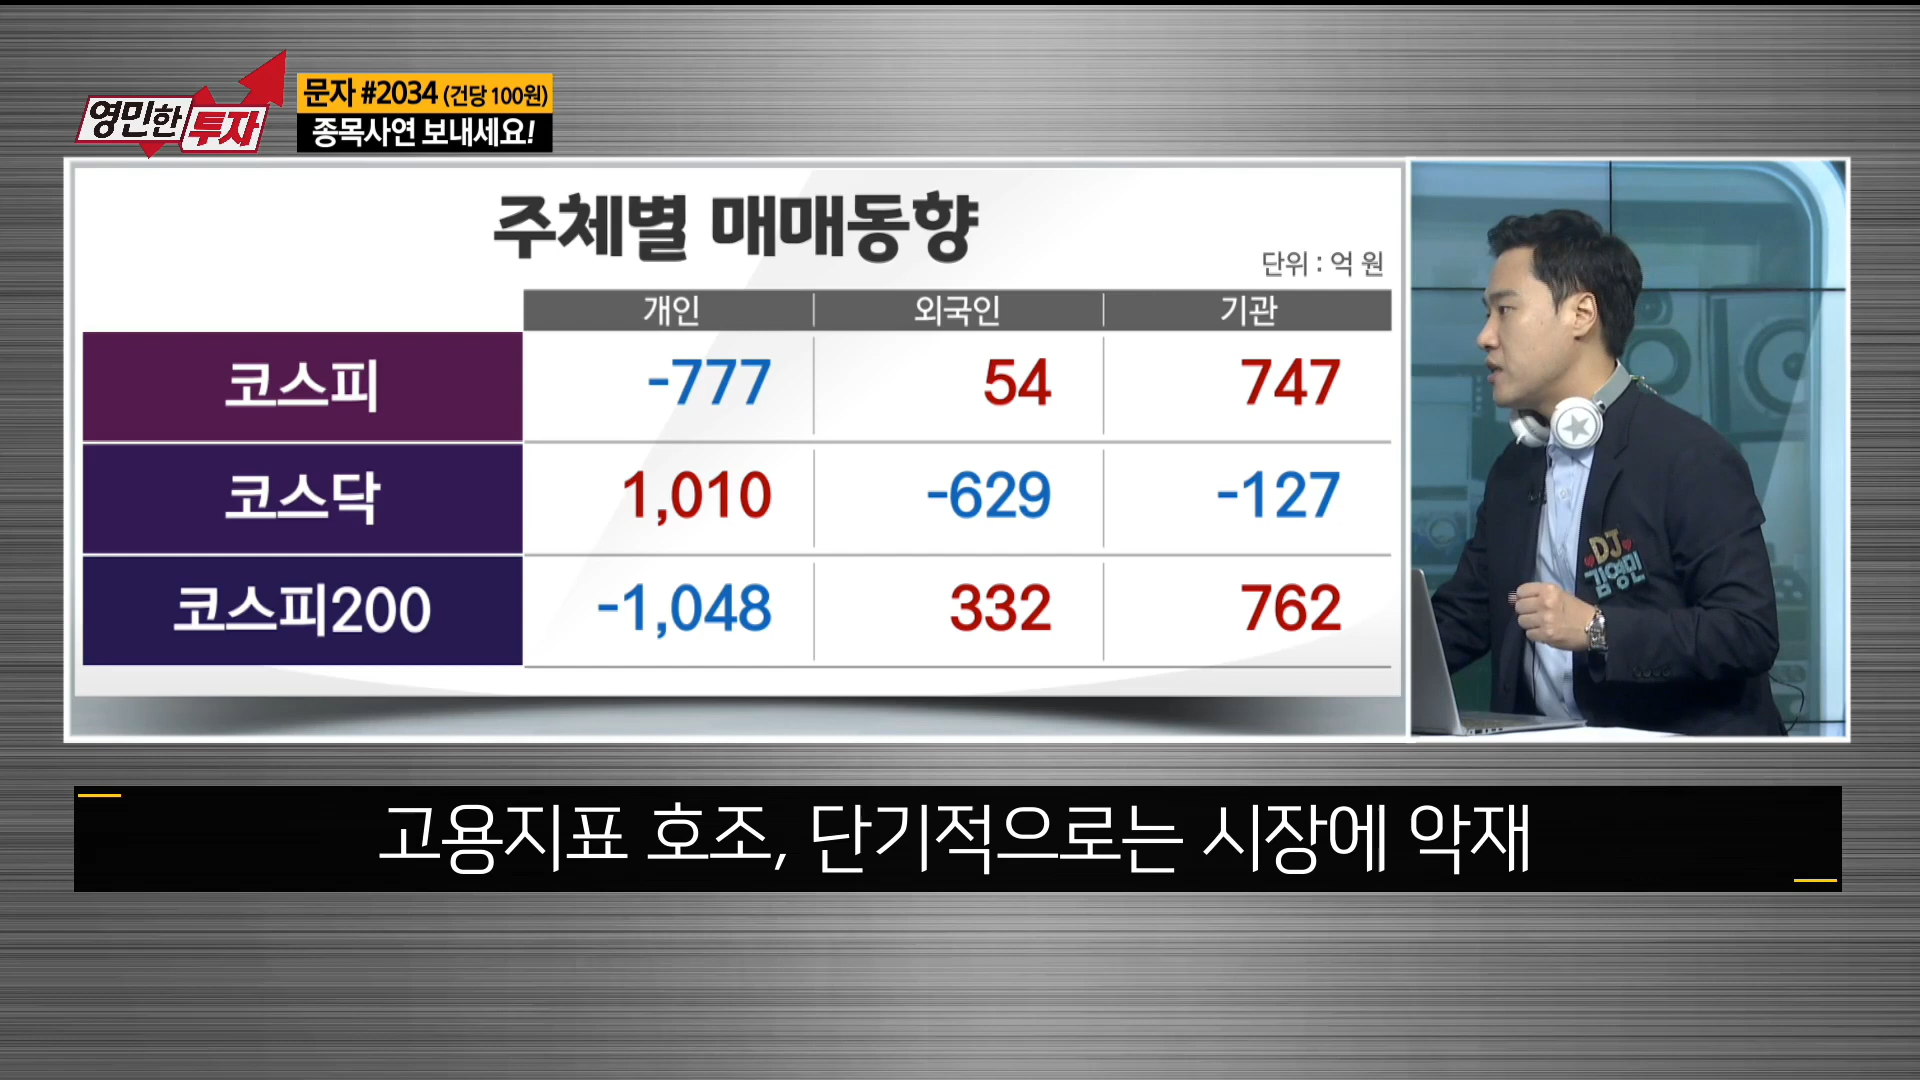 영민한 투자
문자 #2034 (건당 100원)
종목사연 보내세요!
주체별 매매동향
단위 : 억 원
개인 외국인 기관
코스피 -777 54 747
코스닥 1,010 -629 -127
코스피200 -1,048 332 762
DJ
김영민
고용지표 호조, 단기적으로는 시장에 악재